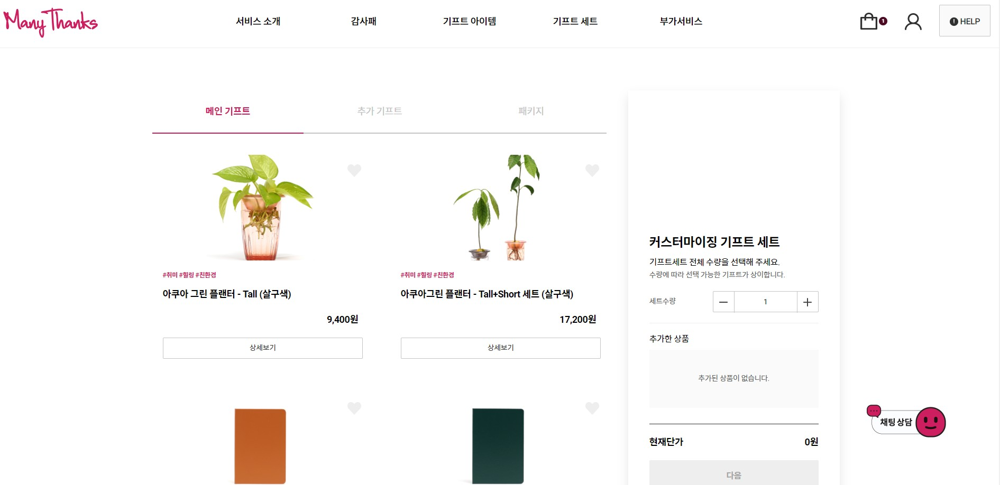 Many Thanks
서비스 소개
감사패
기프트 아이템
기프트 세트
부가서비스
1
! HELP
메인 기프트
추가 기프트
패키지
#취미 #힐링 #친환경
아쿠아 그린 플랜터 - Tall (살구색)
9,400원
상세보기
#취미 #힐링 #친환경
아쿠아그린 플랜터 - Tall+Short 세트 (살구색)
17,200원
상세보기
커스터마이징 기프트 세트
기프트세트 전체 수량을 선택해 주세요.
수량에 따라 선택 가능한 기프트가 상이합니다.
세트수량
1
추가한 상품
추가된 상품이 없습니다.
현재단가
0원
다음
채팅 상담